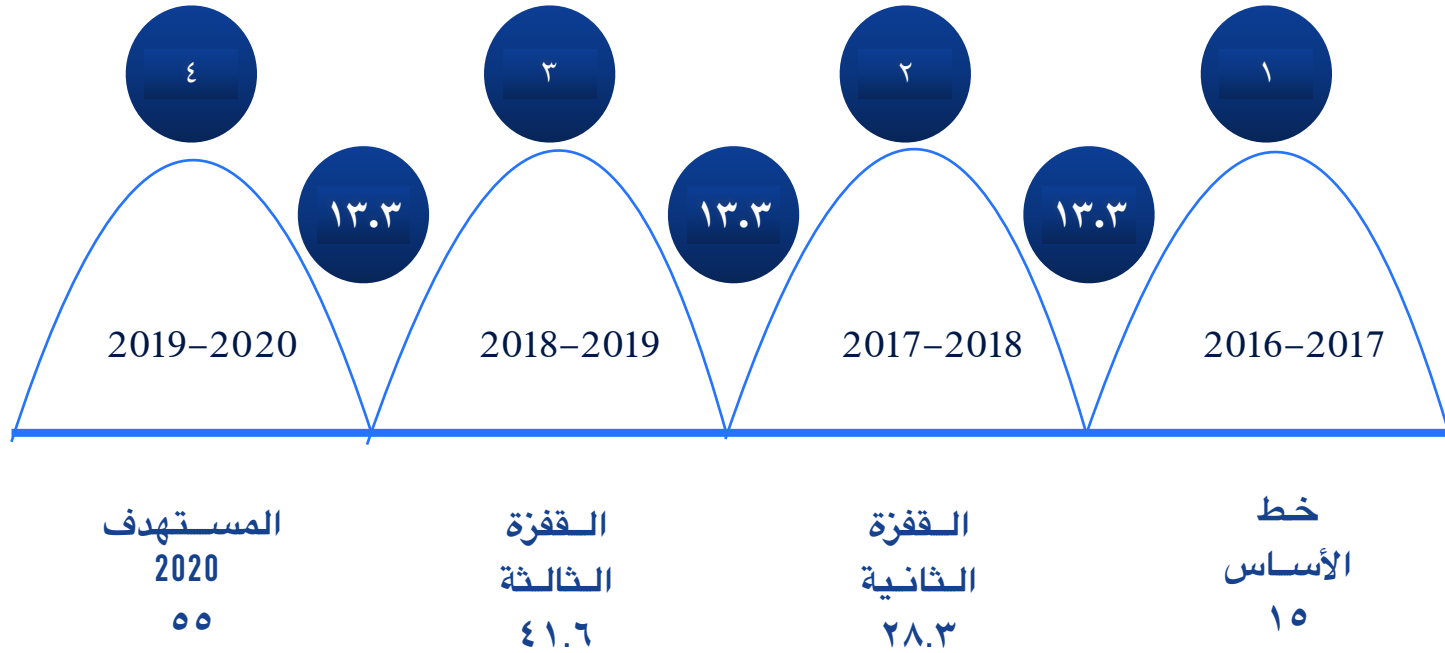 ١
٢
٣
٤
١٣.٣
١٣.٣
١٣.٣
2016–2017
2017–2018
2018–2019
2019–2020
خط
الأساس
١٥
القفزة
الثانية
٢٨.٣
القفزة
الثالثة
٤١.٦
المستهدف
2020
٥٥